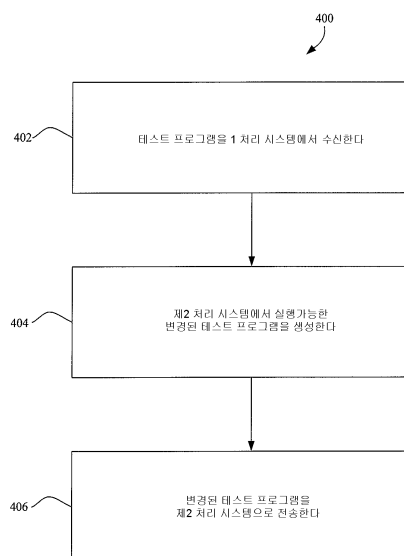 400
402
테스트 프로그램을 1 처리 시스템에서 수신한다
404
제2 처리 시스템에서 실행가능한
변경된 테스트 프로그램을 생성한다
406
변경된 테스트 프로그램을
제2 처리 시스템으로 전송한다